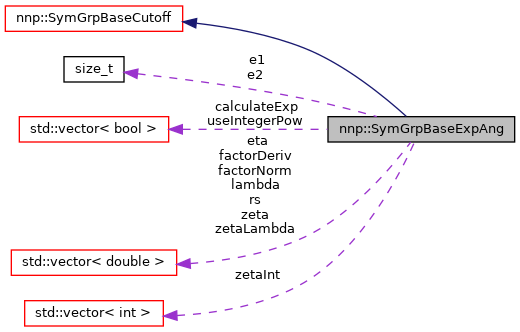 nnp::SymGrpBaseCutoff
size_t
e1
e2
calculateExp
useIntegerPow
std::vector< bool >
nnp::SymGrpBaseExpAng
eta
factorDeriv
factorNorm
lambda
rs
zeta
zetaLambda
std::vector< double >
zetaInt
std::vector< int >